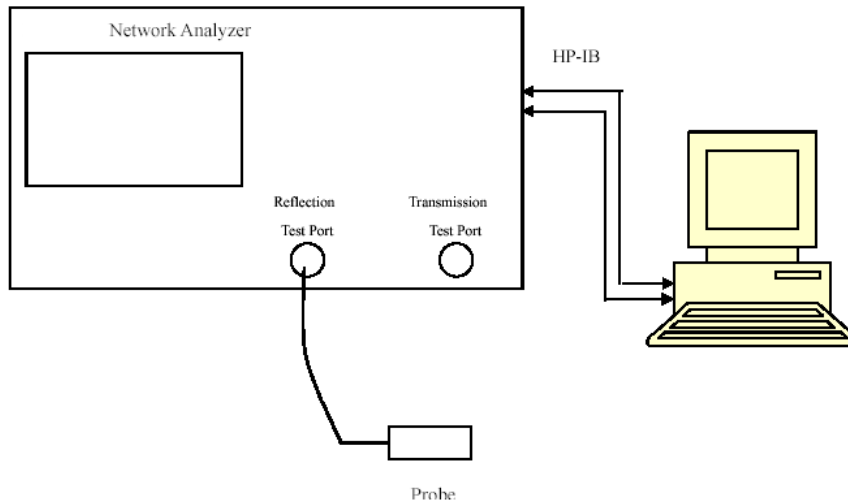 Network Analyzer
HP-IB
Reflection
Test Port
Transmission
Test Port
Probe